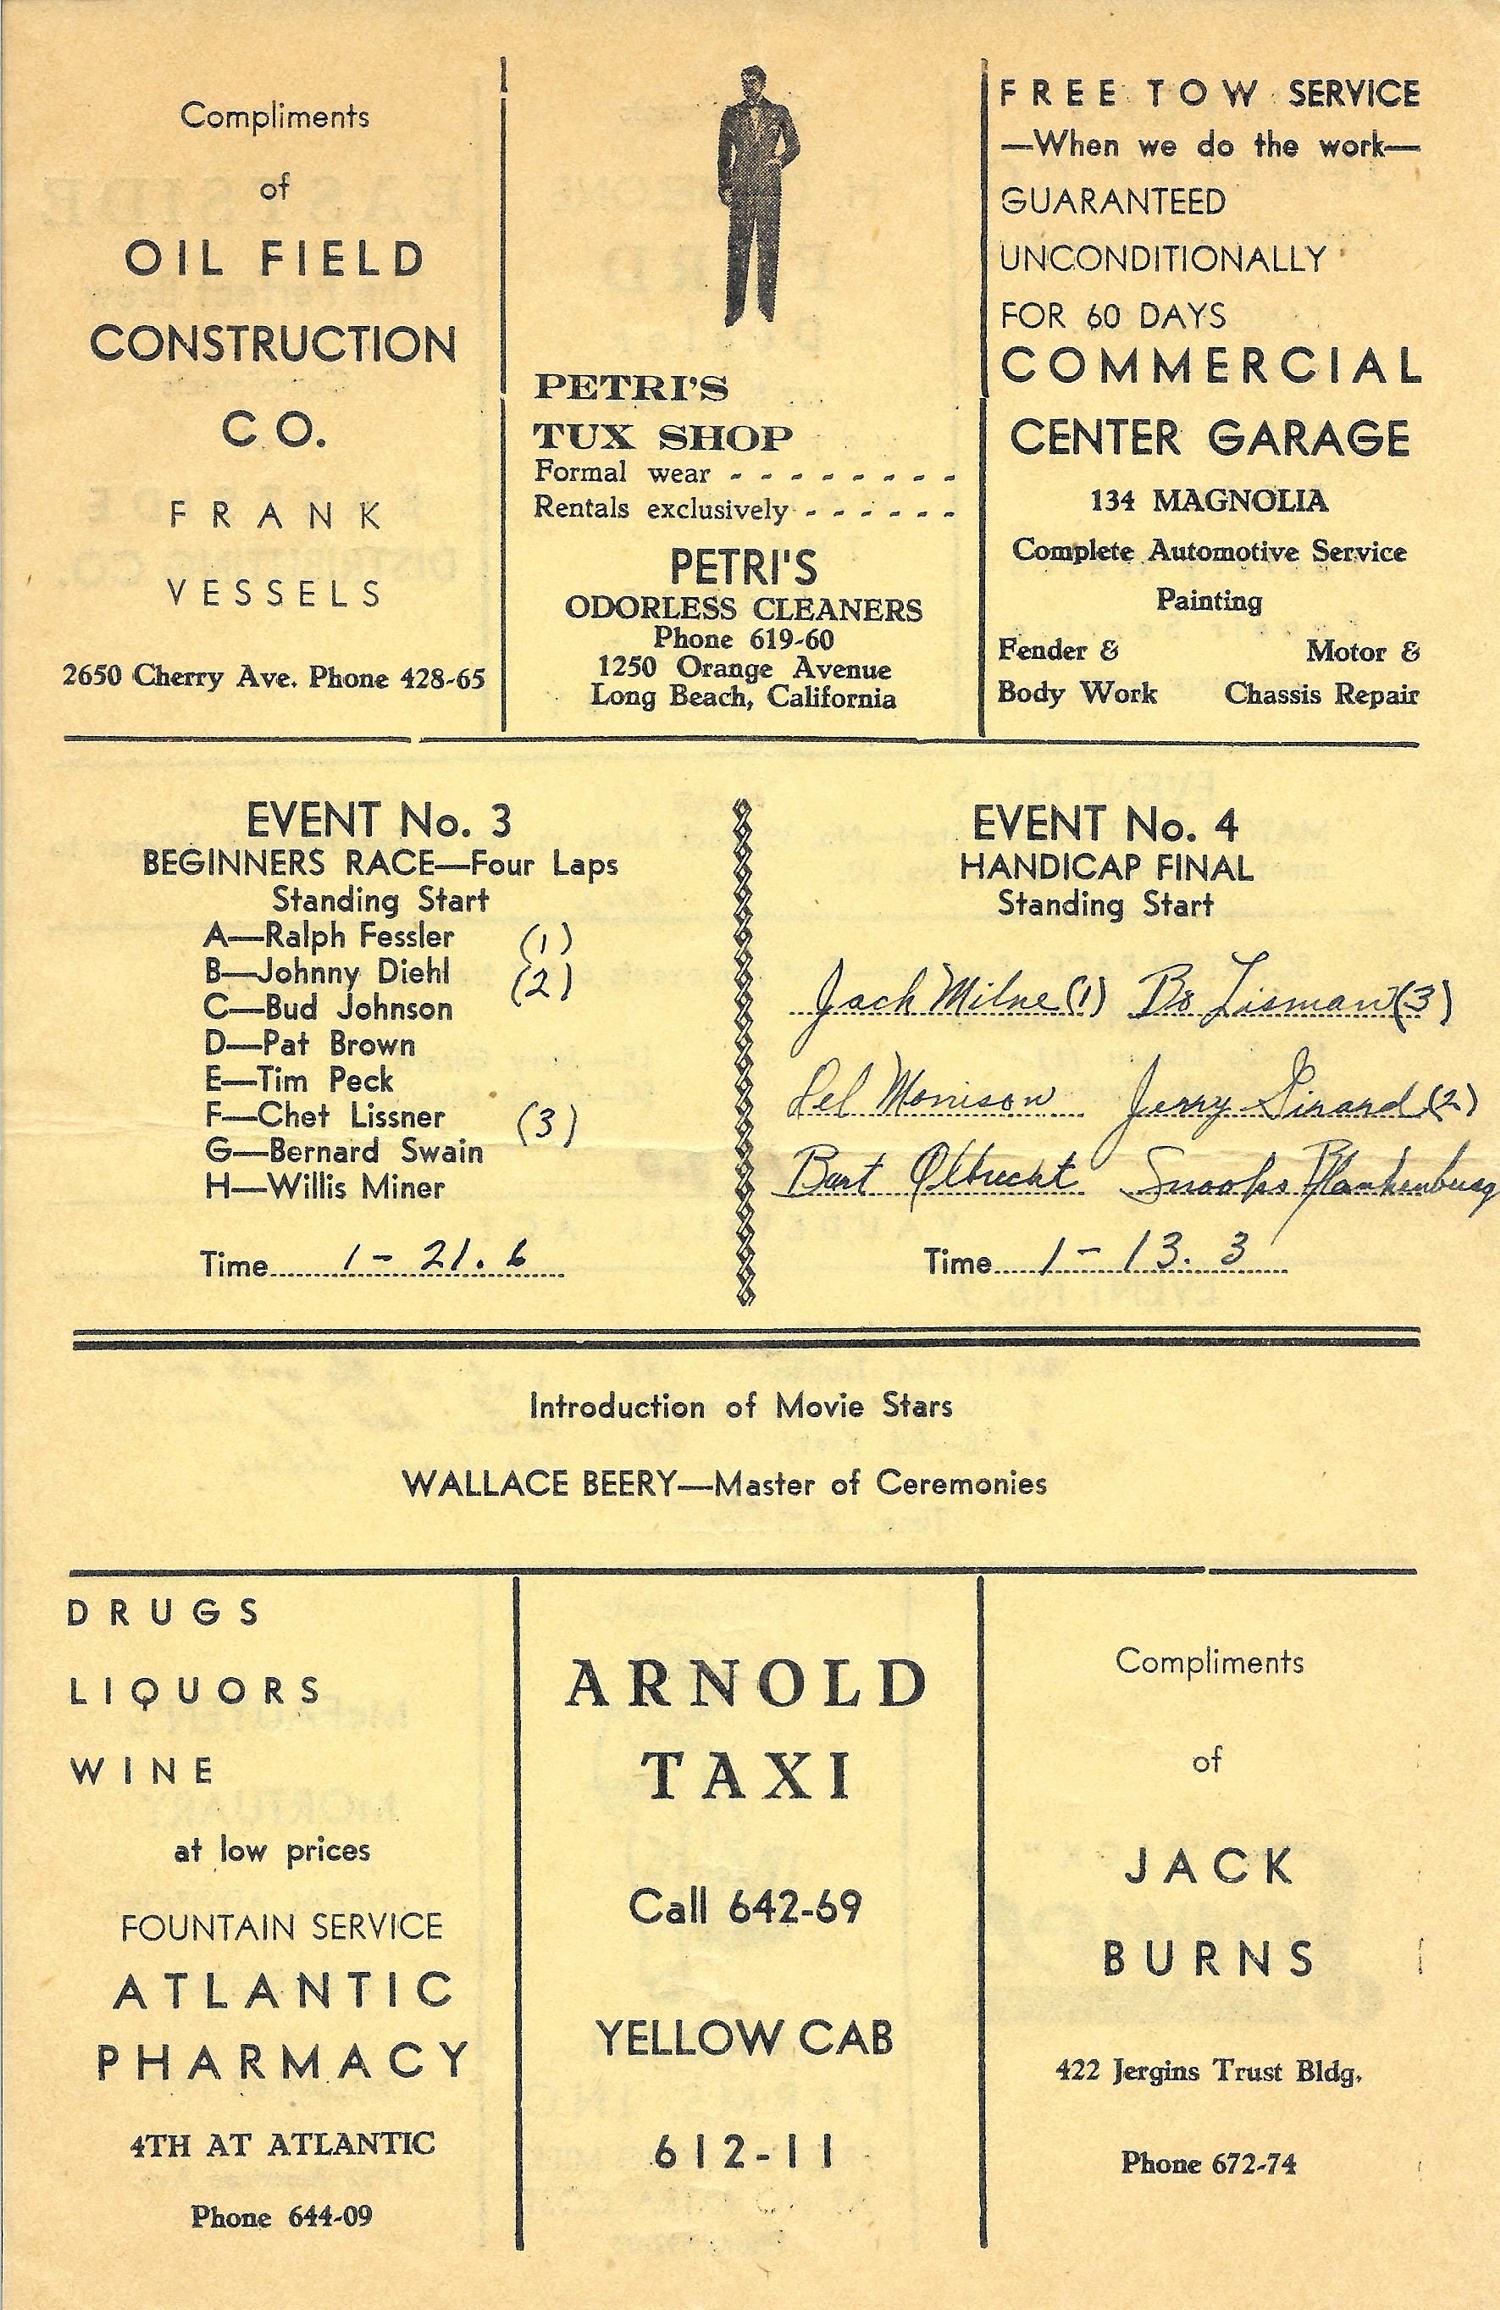 Compliments
of
OIL FIELD
CONSTRUCTION
CO.
FRANK
VESSELS
2650 Cherry Ave. Phone 428-65
PETRI'S
TUX SHOP
Formal wear - - - - - - - -
Rentals exclusively - - - - - -
PETRI'S
ODORLESS CLEANERS
Phone 619-60
1250 Orange Avenue
Long Beach, California
FREE TOW SERVICE
—When we do the work—
GUARANTEED
UNCONDITIONALLY
FOR 60 DAYS
COMMERCIAL
CENTER GARAGE
134 MAGNOLIA
Complete Automotive Service
Painting
Fender & Motor &
Body Work Chassis Repair
EVENT No. 3
BEGINNERS RACE—Four Laps
Standing Start
A—Ralph Fessler (1)
B—Johnny Diehl (2)
C—Bud Johnson
D—Pat Brown
E—Tim Peck
F—Chet Lissner (3)
G—Bernard Swain
H—Willis Miner
Time 1 - 21. 6
EVENT No. 4
HANDICAP FINAL
Standing Start
Jack Milne (1) Bo Lisman (3)
Pel Morrison Jerry Girard (2)
Burt Olbrecht Snooks Blankenburg
Time 1 - 13. 3
Introduction of Movie Stars
WALLACE BEERY—Master of Ceremonies
DRUGS
LIQUORS
WINE
at low prices
FOUNTAIN SERVICE
ATLANTIC
PHARMACY
4TH AT ATLANTIC
Phone 644-09
ARNOLD
TAXI
Call 642-69
YELLOW CAB
612-11
Compliments
of
JACK
BURNS
422 Jergins Trust Bldg.
Phone 672-74